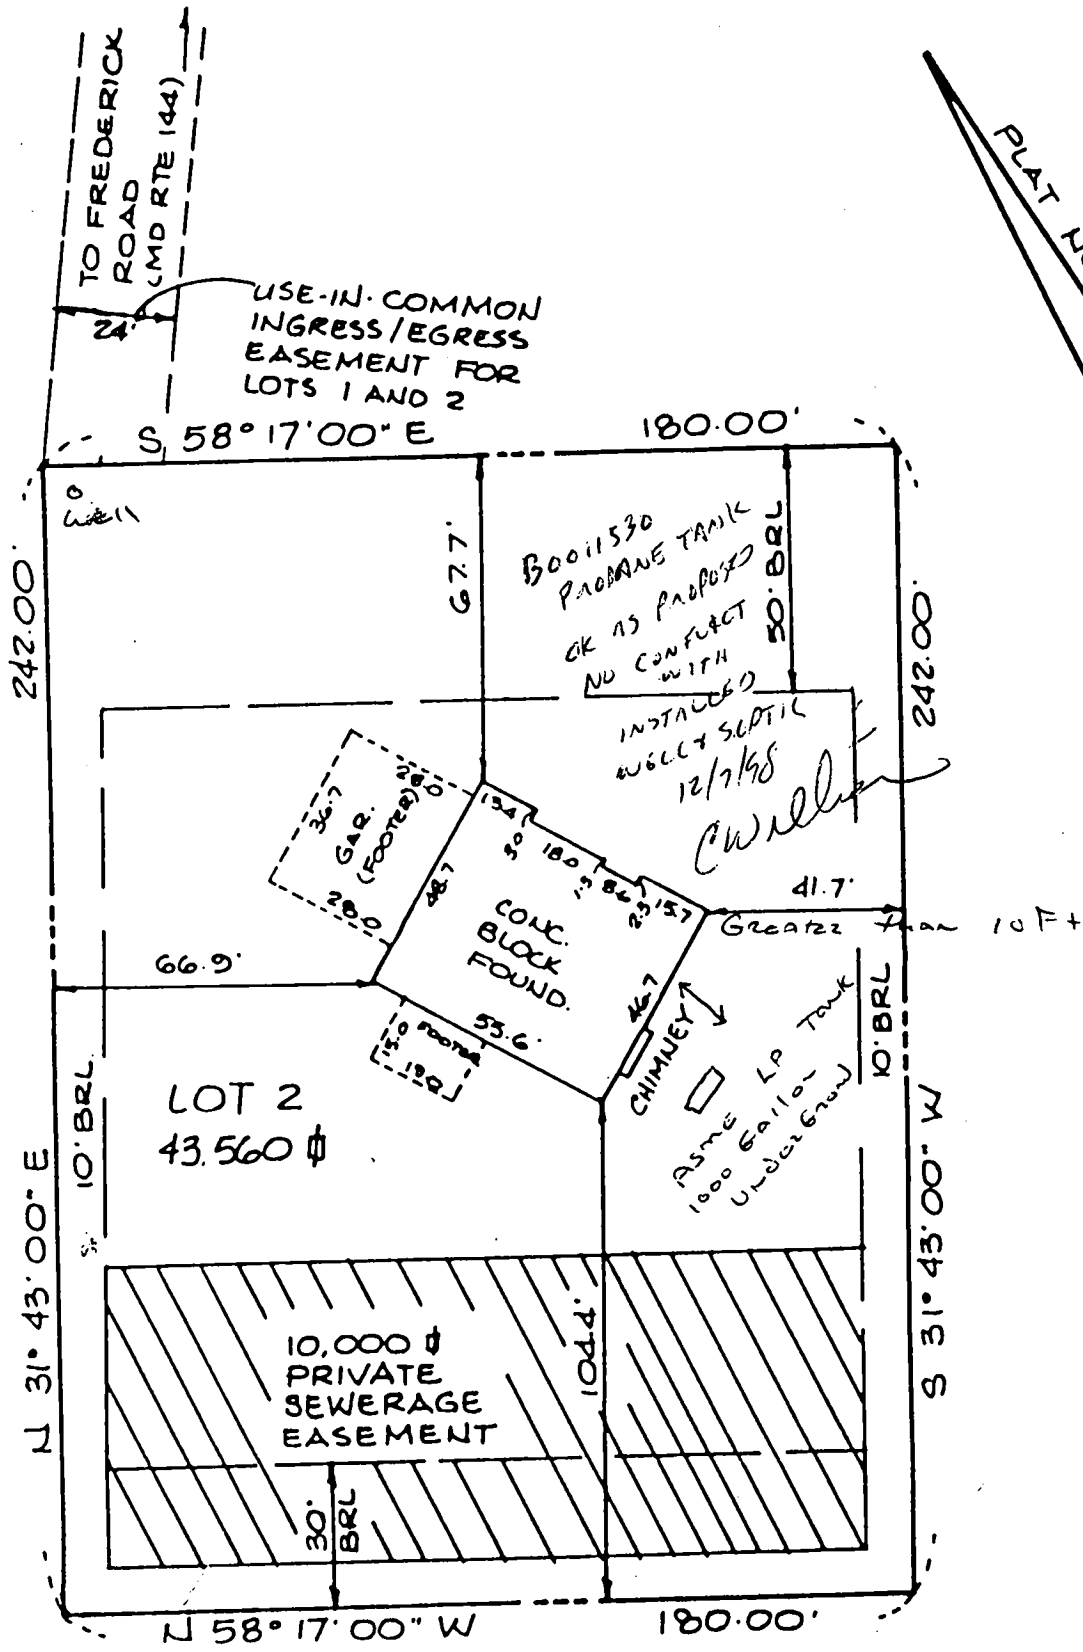 TO FREDERICK
ROAD
(MD RTE 144)
PLAT NO
24'
USE-IN-COMMON
INGRESS/EGRESS
EASEMENT FOR
LOTS 1 AND 2
S 58° 17' 00" E
180.00'
Well
242.00'
67.7'
B0011530
PROPANE TANK
OK AS PROPOSED
NO CONFLICT
WITH
INSTALLED
WELL & SEPTIC
12/7/98
50' BRL
242.00'
28.0
36.7
GAR.
(FOOTER)
28.0
48.7
13.4
3.0
18.0
1.3
8.6
2.3
15.7
CONC.
BLOCK
FOUND.
41.7'
Greater than 10 Ft
66.9'
46.7
55.6'
15.0
FOOTER
CHIMNEY
ASME LP Tank
1000 Gallon
Underground
10' BRL
10' BRL
LOT 2
43.560 ⏀
N 31° 43' 00" E
S 31° 43' 00" W
10,000 ⏀
PRIVATE
SEWERAGE
EASEMENT
104.4'
30'
BRL
N 58° 17' 00" W
180.00'